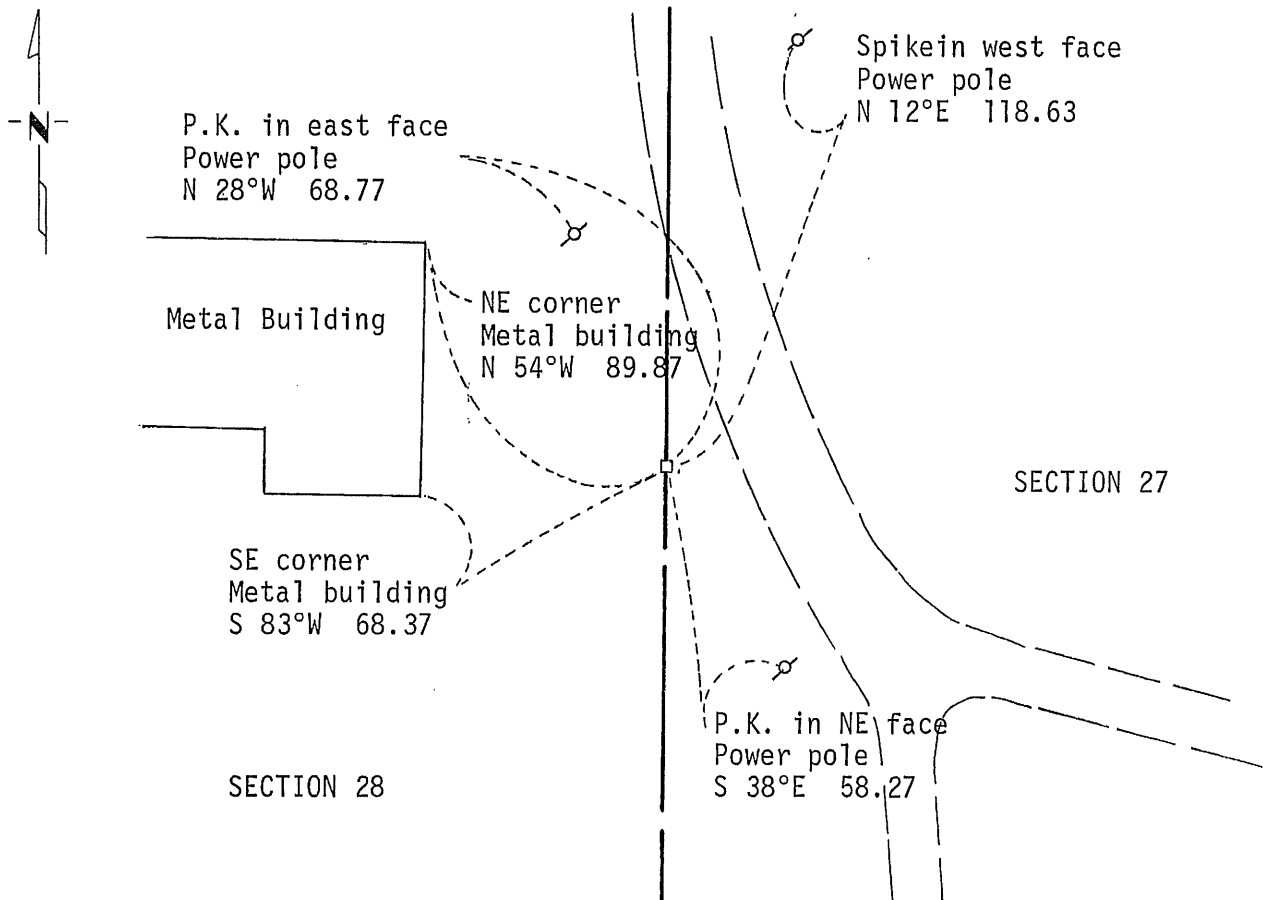 Spikein west face
Power pole
N 12°E 118.63
N
P.K. in east face
Power pole
N 28°W 68.77
NE corner
Metal building
N 54°W 89.87
Metal Building
SECTION 27
SE corner
Metal building
S 83°W 68.37
P.K. in NE face
Power pole
S 38°E 58.27
SECTION 28